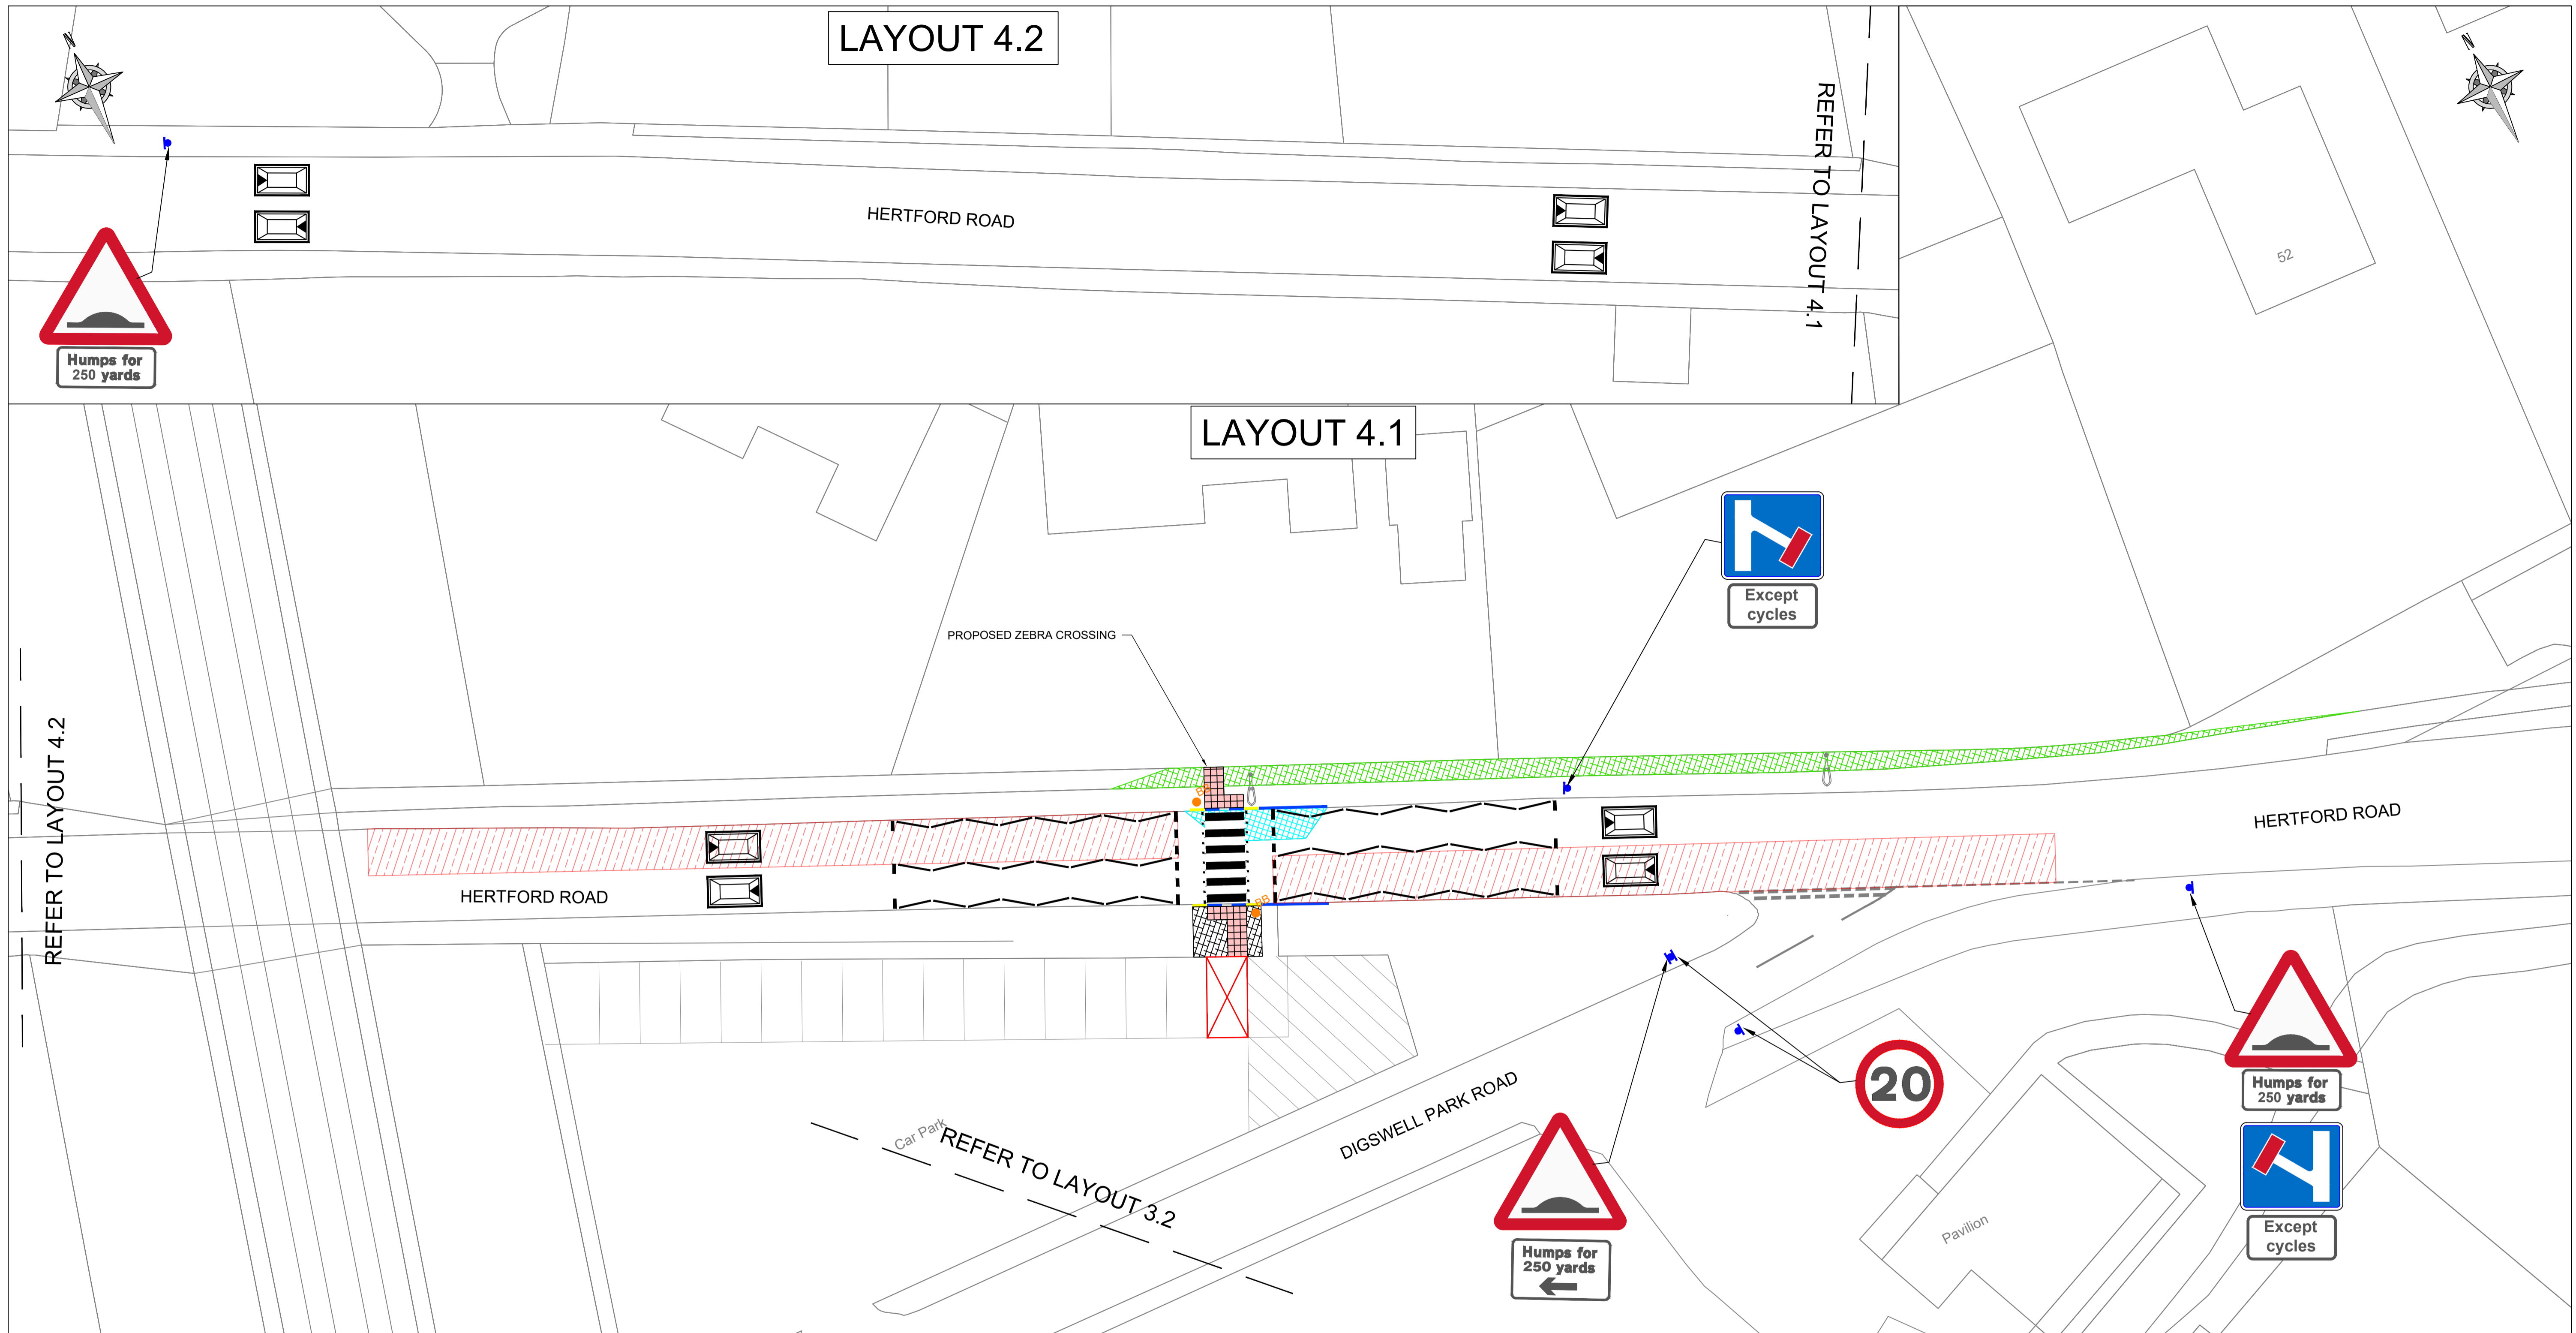 LAYOUT 4.2
N
N
REFER TO LAYOUT 4.1
HERTFORD ROAD
52
Humps for
250 yards
LAYOUT 4.1
Except
cycles
PROPOSED ZEBRA CROSSING
REFER TO LAYOUT 4.2
HERTFORD ROAD
HERTFORD ROAD
BB
BB
Car Park
REFER TO LAYOUT 3.2
DIGSWELL PARK ROAD
20
Humps for
250 yards
Pavilion
Except
cycles
Humps for
250 yards